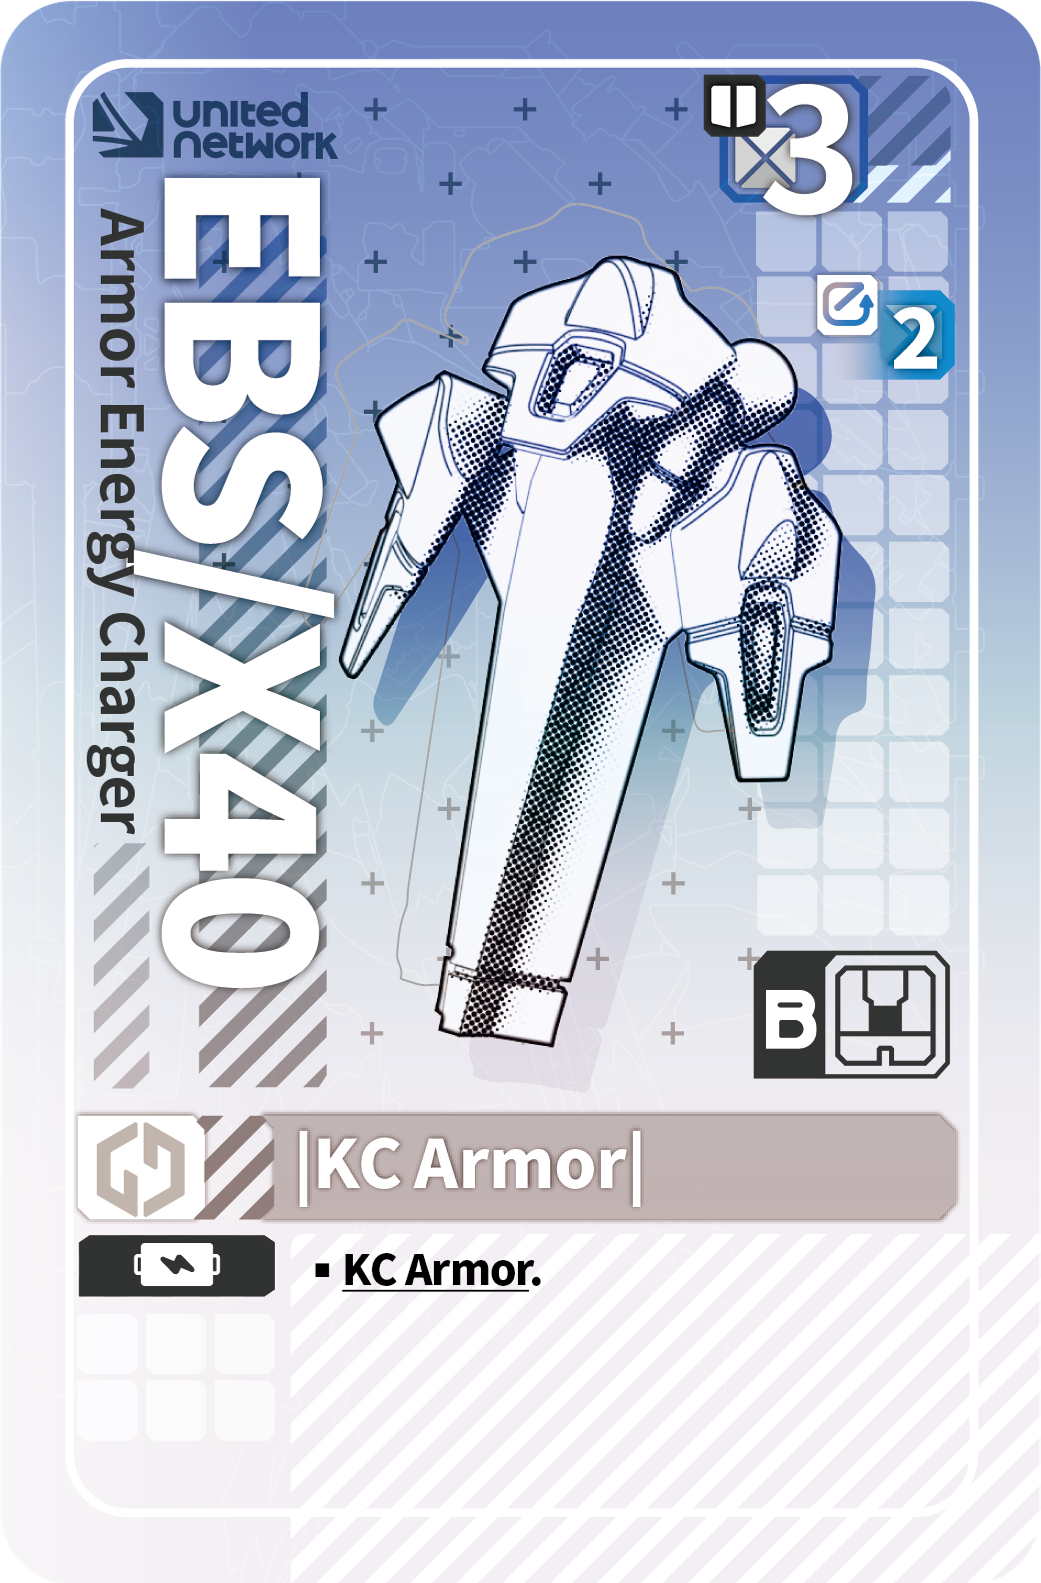 united
network
3
2
EBS/X40
Armor Energy Charger
B
|KC Armor|
▪ KC Armor.